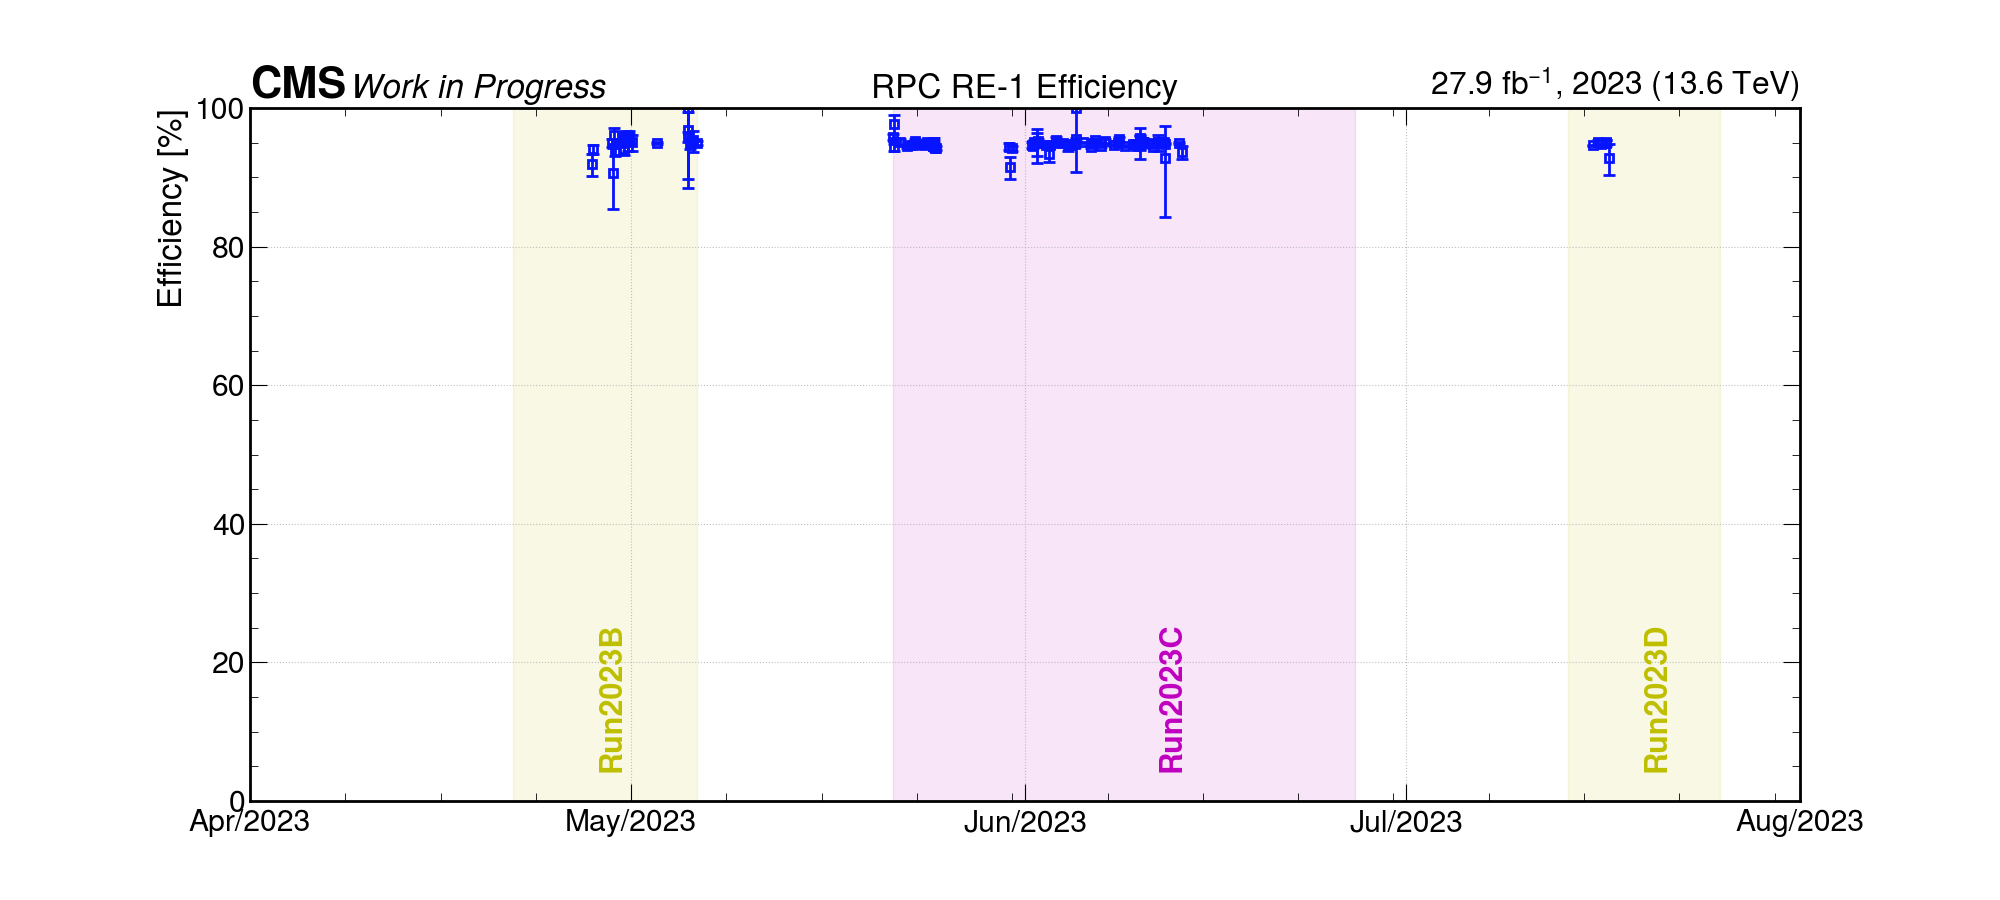 CMS Work in Progress RPC RE-1 Efficiency 27.9 fb⁻¹, 2023 (13.6 TeV)
Efficiency [%]
100
80
60
40
20
0
Run2023B
Run2023C
Run2023D
Apr/2023 May/2023 Jun/2023 Jul/2023 Aug/2023